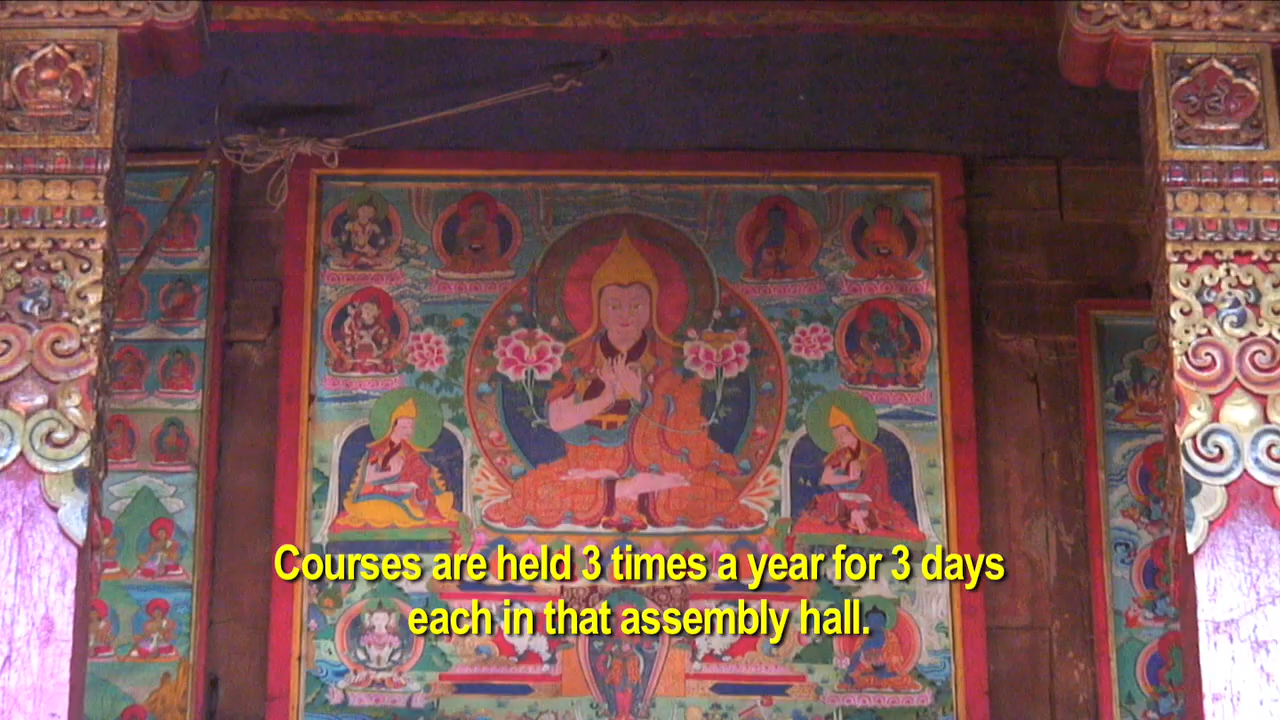 Courses are held 3 times a year for 3 days
each in that assembly hall.